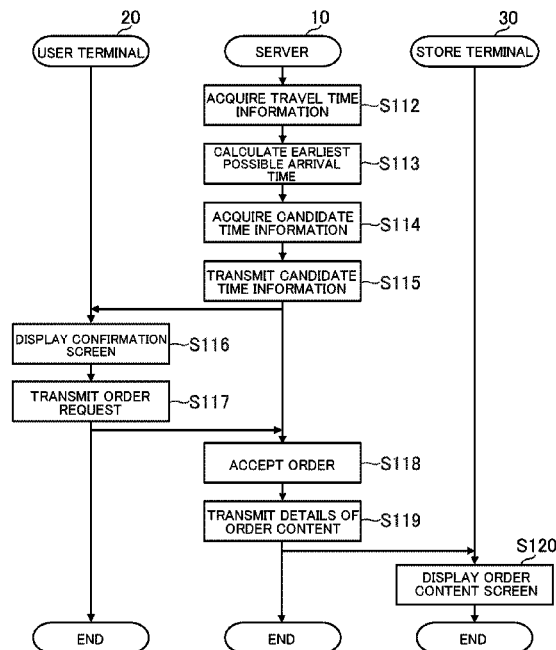 20
10
30
USER TERMINAL
SERVER
STORE TERMINAL
ACQUIRE TRAVEL TIME
INFORMATION
S112
CALCULATE EARLIEST
POSSIBLE ARRIVAL
TIME
S113
ACQUIRE CANDIDATE
TIME INFORMATION
S114
TRANSMIT CANDIDATE
TIME INFORMATION
S115
DISPLAY CONFIRMATION
SCREEN
S116
TRANSMIT ORDER
REQUEST
S117
ACCEPT ORDER
S118
TRANSMIT DETAILS OF
ORDER CONTENT
S119
S120
DISPLAY ORDER
CONTENT SCREEN
END
END
END